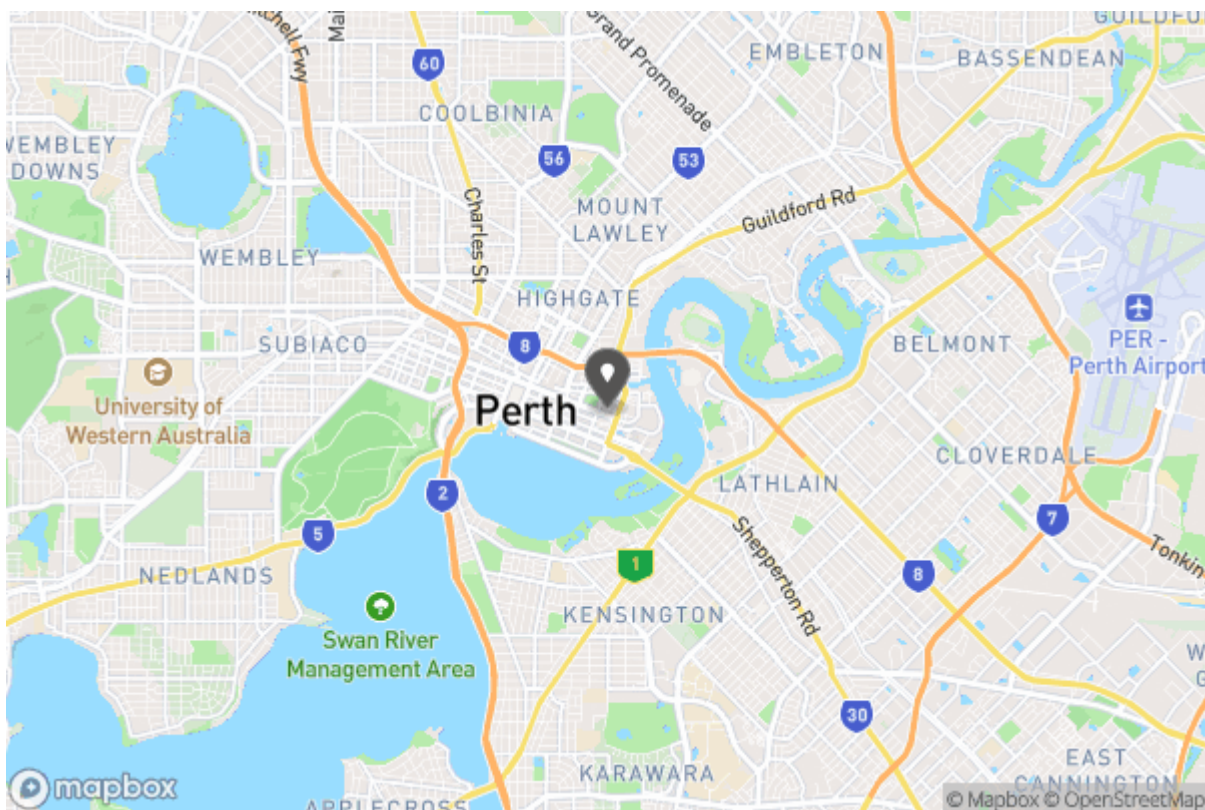 Mitchell Fwy
60
Grand Promenade
EMBLETON
BASSENDEAN
COOLBINIA
WEMBLEY
DOWNS
56
53
Charles St
MOUNT
LAWLEY
Guildford Rd
WEMBLEY
HIGHGATE
SUBIACO
8
BELMONT
PER -
Perth Airport
University of
Western Australia
Perth
CLOVERDALE
LATHLAIN
2
5
7
Shepperton Rd
Tonkin
1
8
NEDLANDS
KENSINGTON
Swan River
Management Area
30
KARAWARA
EAST
CANNINGTON
mapbox
APPLECROSS
© Mapbox © OpenStreetMap